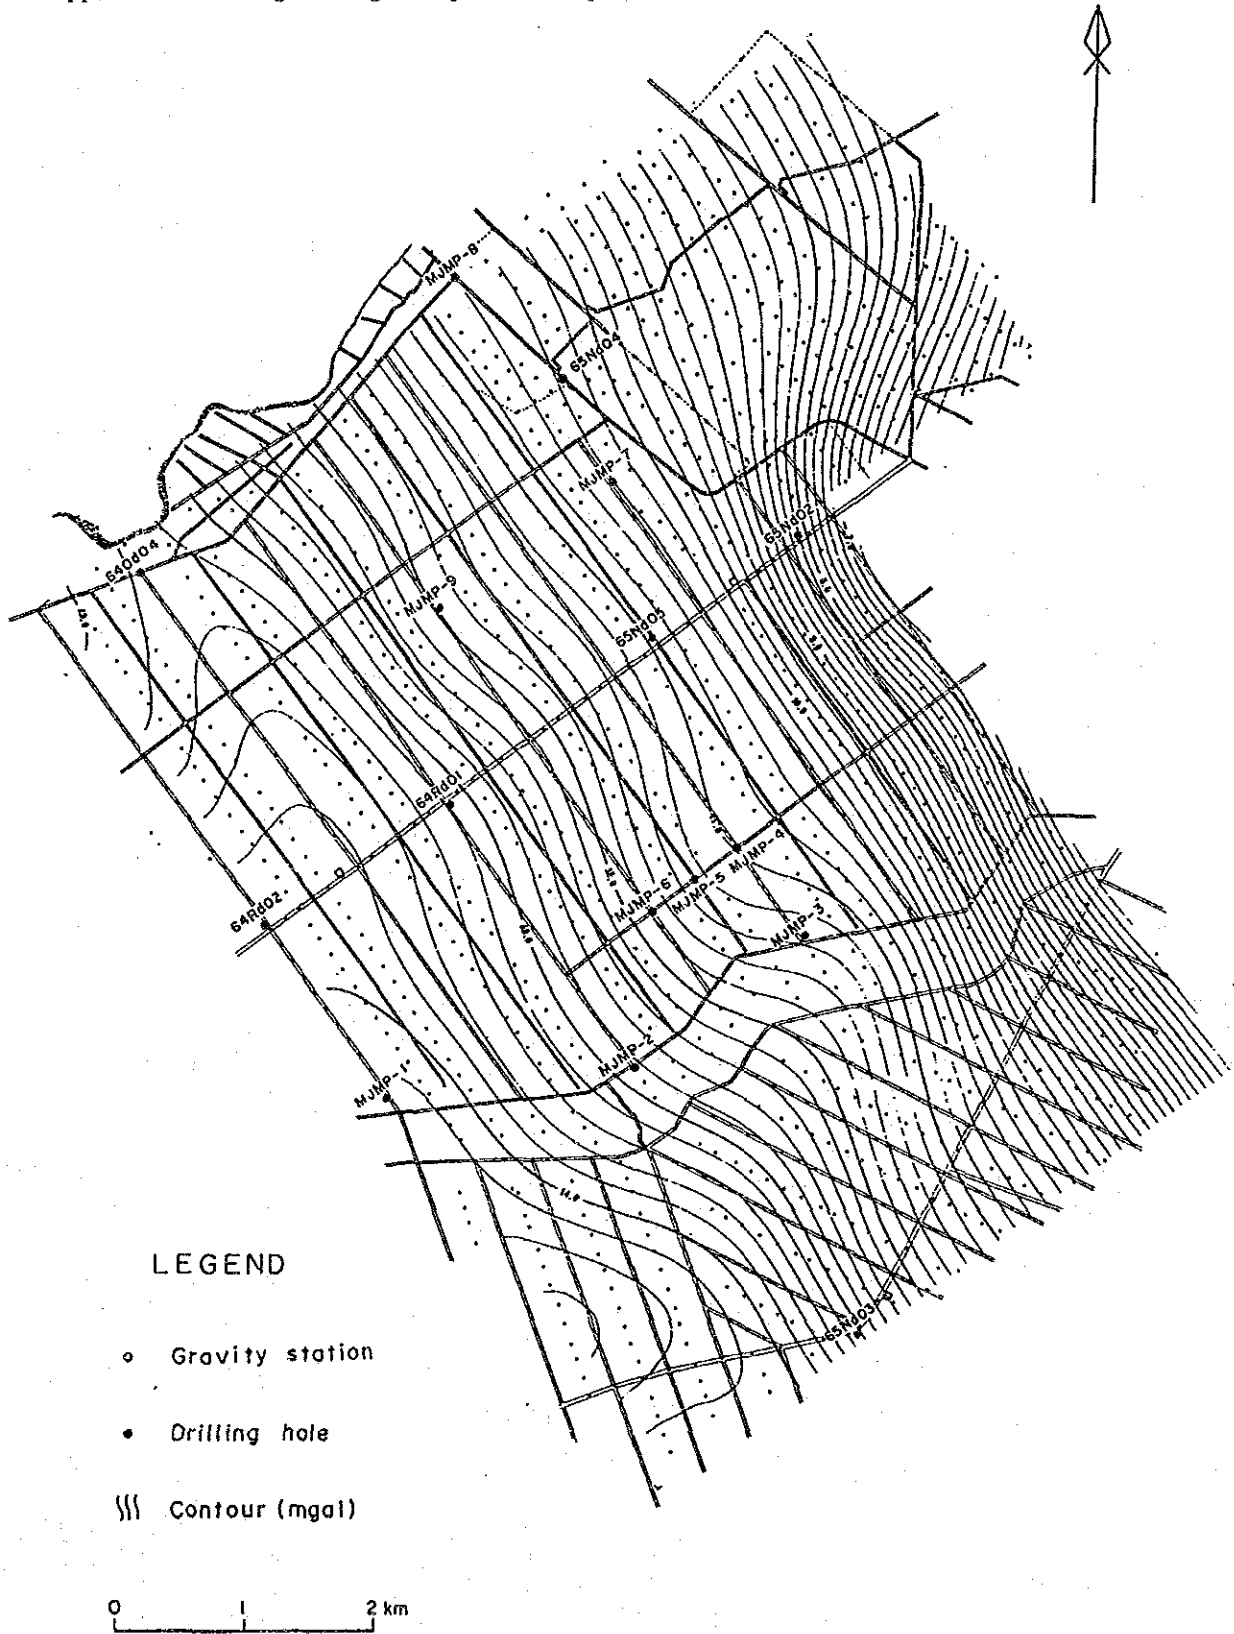 MJMP-8
65Nd04
MJMP-7
65Nd02
64Od04
MJMP-9
65Nd05
64Rd01
64Rd02
MJMP-6
MJMP-5
MJMP-4
MJMP-3
MJMP-2
MJMP-1
65Nd03
LEGEND
Gravity station
Drilling hole
Contour (mgal)
0 1 2 km